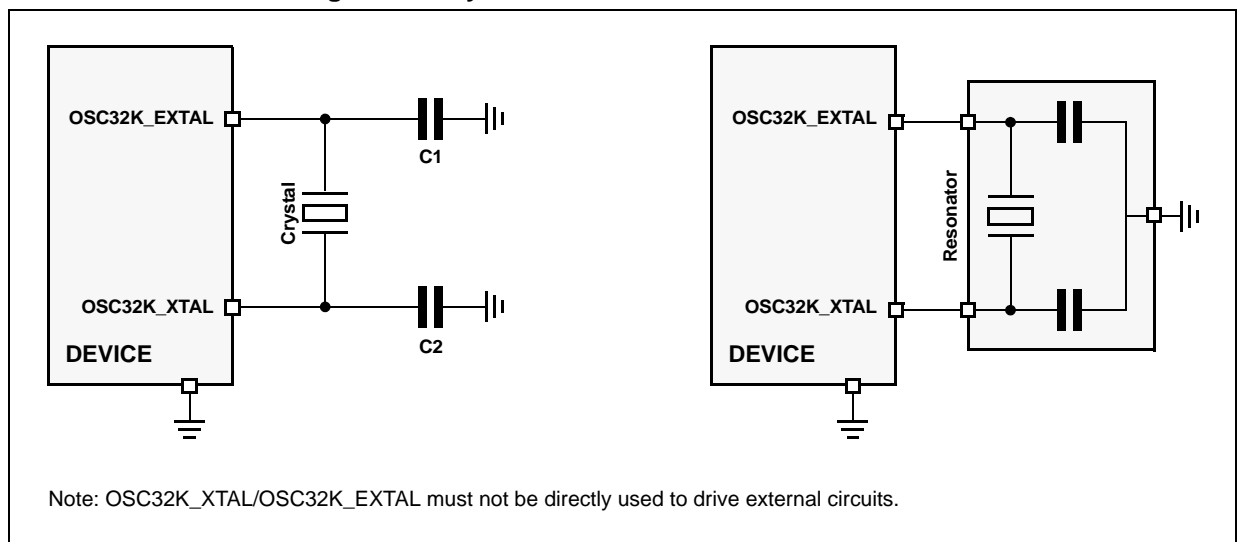 OSC32K_EXTAL
C1
Crystal
OSC32K_XTAL
C2
DEVICE
OSC32K_EXTAL
Resonator
OSC32K_XTAL
DEVICE
Note: OSC32K_XTAL/OSC32K_EXTAL must not be directly used to drive external circuits.